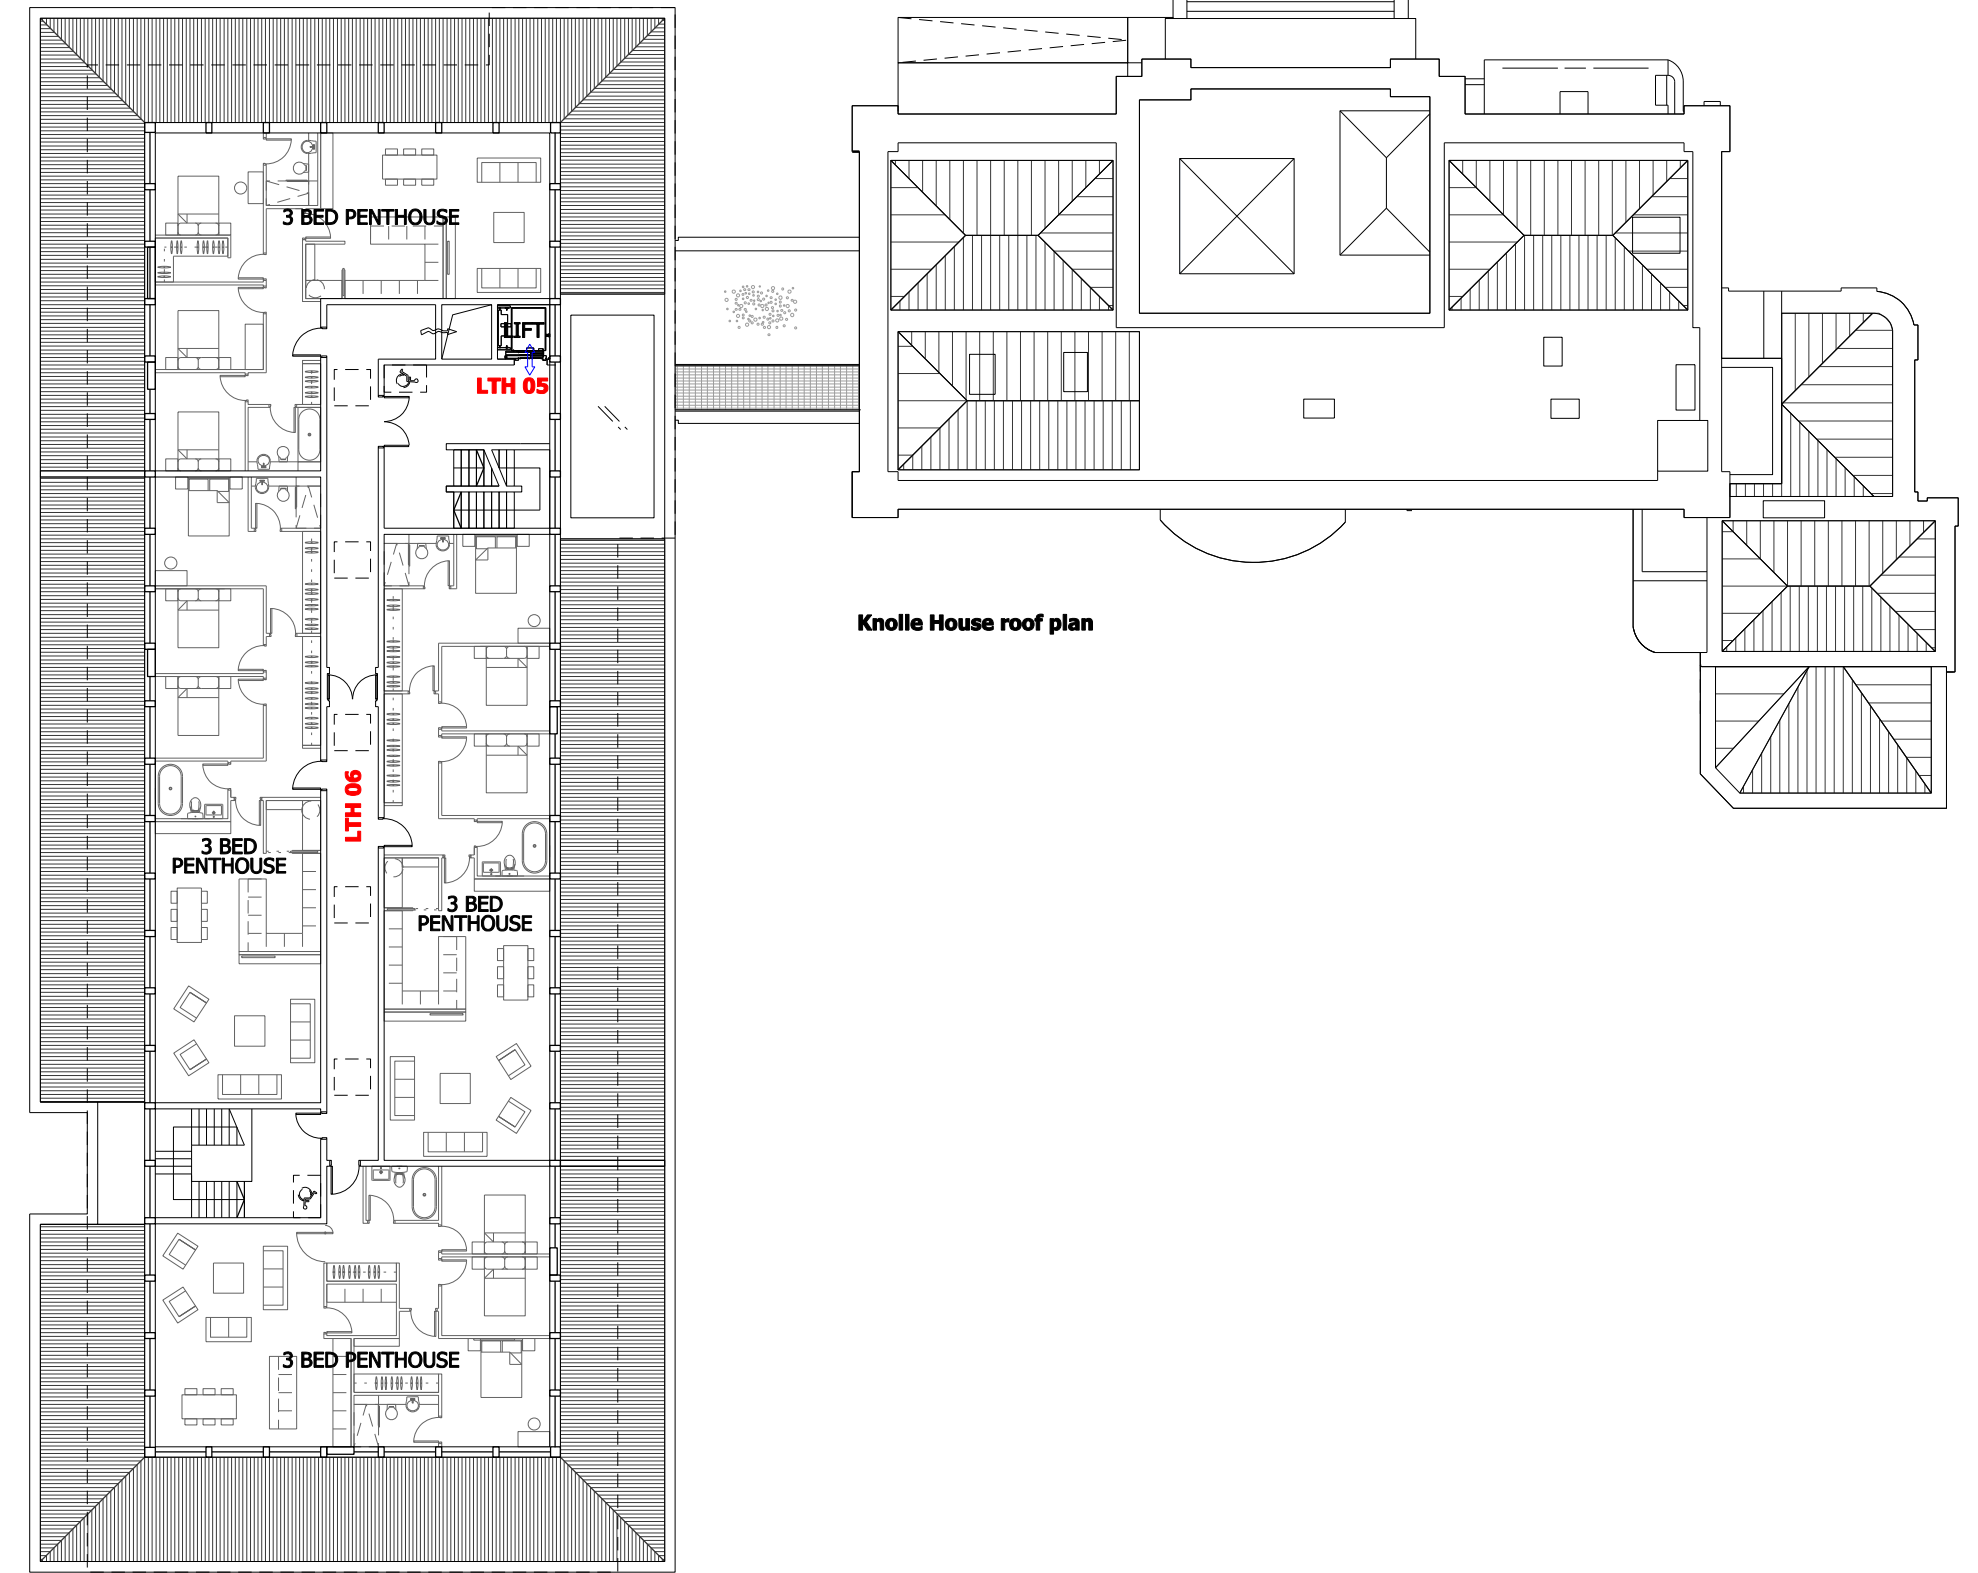 3 BED PENTHOUSE
LIFT
LTH 05
Knolle House roof plan
LTH 06
3 BED
PENTHOUSE
3 BED
PENTHOUSE
3 BED PENTHOUSE